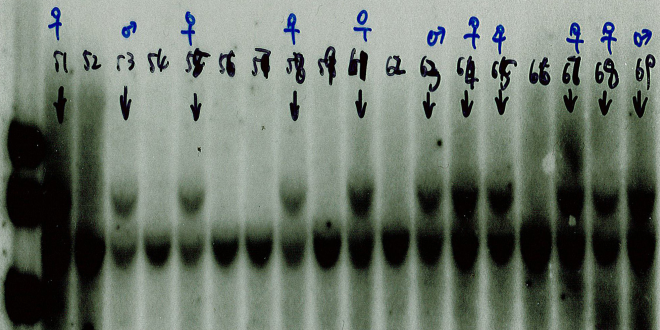 ♀ ♂ ♀ ♀ ♀ ♂ ♀ ♀ ♀ ♀ ♂
51 52 53 54 55 56 57 58 59 61 62 63 64 65 66 67 68 69
↓ ↓ ↓ ↓ ↓ ↓ ↓ ↓ ↓ ↓ ↓